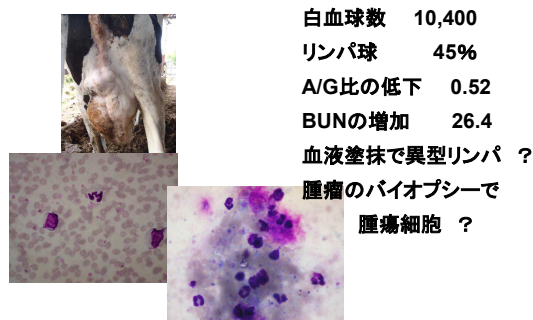 白血球数 10,400
リンパ球 45%
A/G比の低下 0.52
BUNの増加 26.4
血液塗抹で異型リンパ ?
腫瘤のバイオプシーで
腫瘍細胞 ?